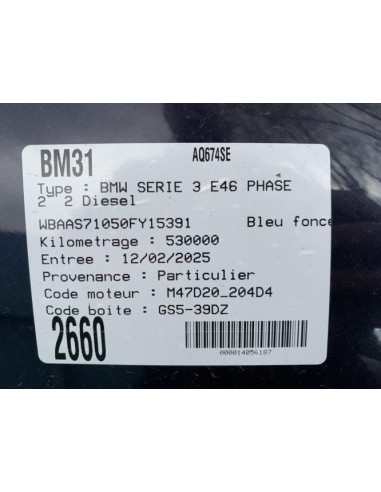 BM31 AQ674SE
Type : BMW SERIE 3 E46 PHASE
2 2 Diesel
WBAAS71050FY15391 Bleu fonce
Kilometrage : 530000
Entree : 12/02/2025
Provenance : Particulier
Code moteur : M47D20_204D4
Code boite : GS5-39DZ
2660
000014056187